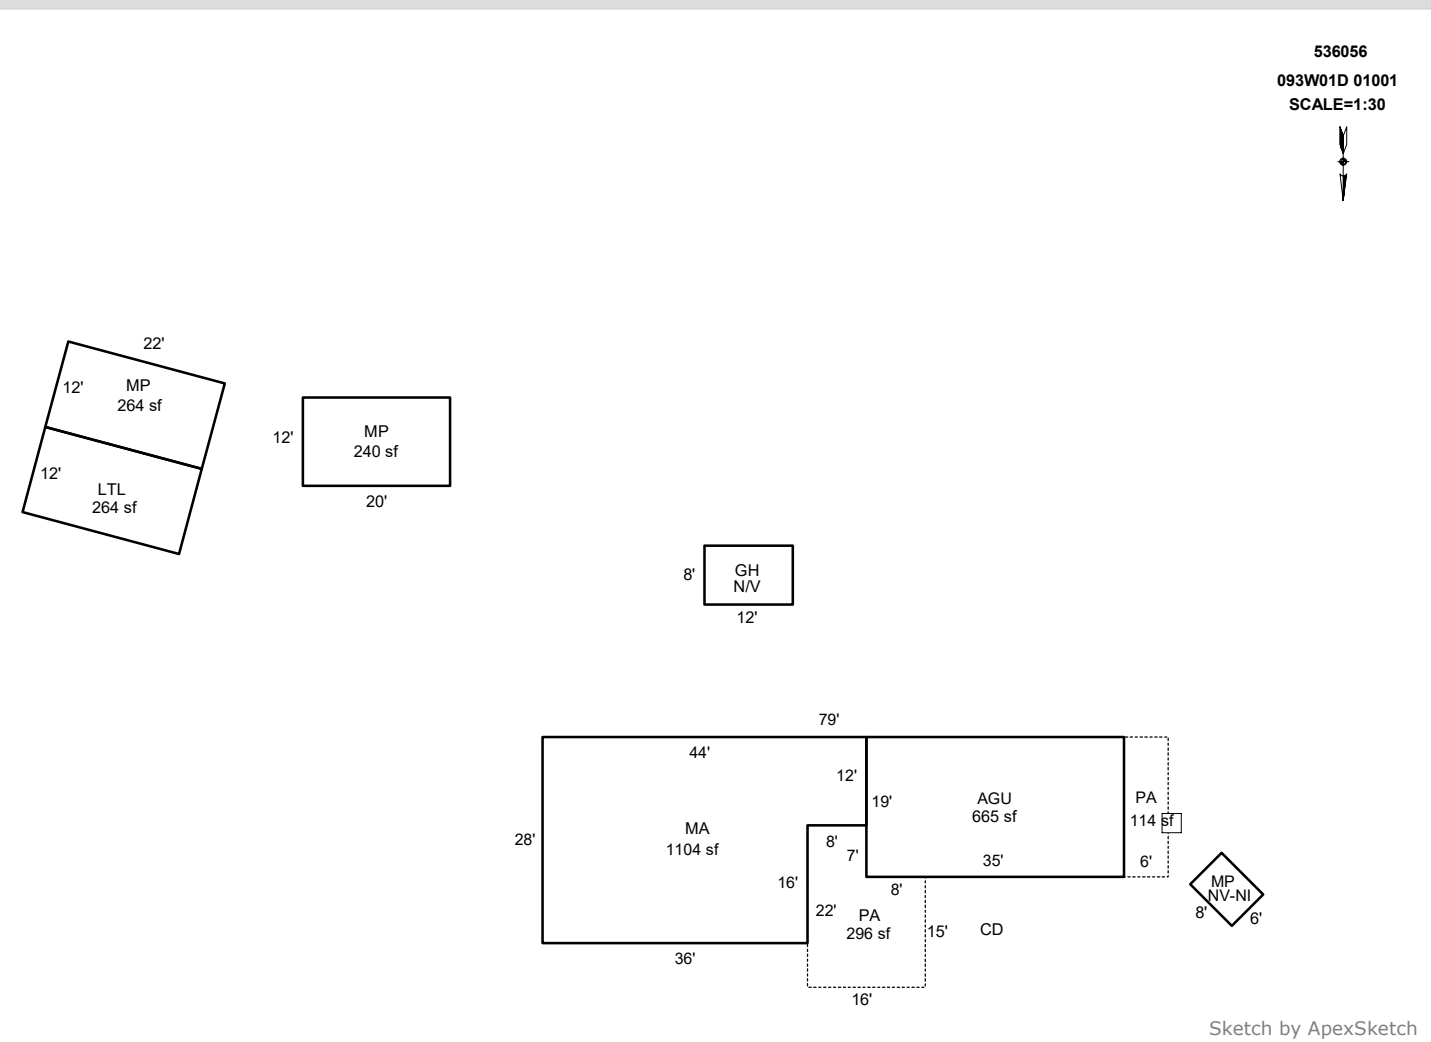 536056
093W01D 01001
SCALE=1:30
22'
12'
MP
264 sf
12'
LTL
264 sf
12'
MP
240 sf
20'
8'
GH
N/V
12'
79'
44'
12'
19'
AGU
665 sf
PA
114 sf
28'
MA
1104 sf
8'
7'
35'
6'
16'
8'
MP
NV-NI
8'
6'
22'
PA
296 sf
15'
CD
36'
16'
Sketch by ApexSketch